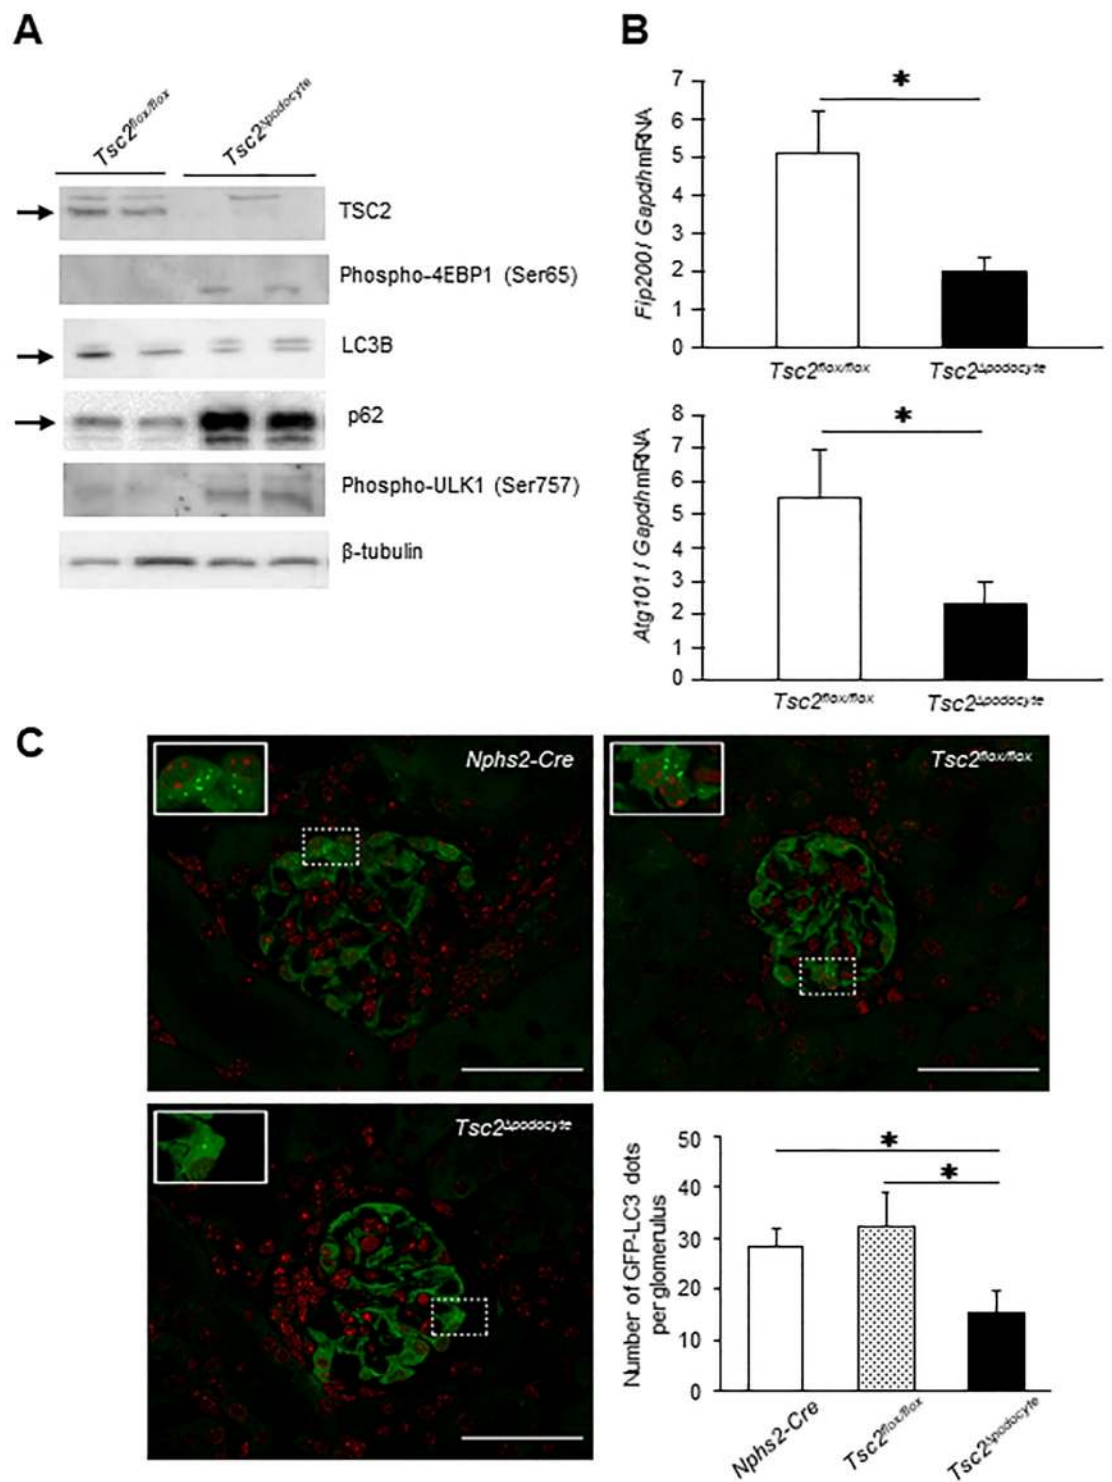 A
Tsc2flox/flox
Tsc2Δpodocyte
TSC2
Phospho-4EBP1 (Ser65)
LC3B
p62
Phospho-ULK1 (Ser757)
β-tubulin
B
7
6
5
4
3
2
1
0
Fip200 / Gapdh mRNA
*
Tsc2flox/flox
Tsc2Δpodocyte
8
7
6
5
4
3
2
1
0
Atg101 / Gapdh mRNA
*
Tsc2flox/flox
Tsc2Δpodocyte
C
Nphs2-Cre
Tsc2flox/flox
Tsc2Δpodocyte
50
40
30
20
10
0
Number of GFP-LC3 dots
per glomerulus
*
*
Nphs2-Cre
Tsc2flox/flox
Tsc2Δpodocyte